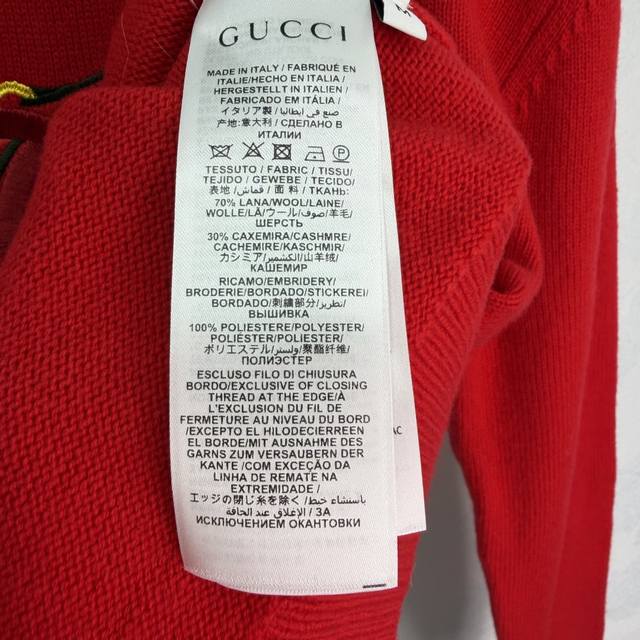 GUCCI
MADE IN ITALY / FABRIQUÉ EN
ITALIE/HECHO EN ITALIA/
HERGESTELLT IN ITALIEN /
FABRICADO EM ITÁLIA /
イタリア製 / صنع في ايطاليا /
产地:意大利 / СДЕЛАНО В
ИТАЛИИ
TESSUTO / FABRIC / TISSU/
TEJIDO / GEWEBE / TECIDO/
表地 / قماش / 面 料 / ТКАНЬ:
70% LANA/WOOL/LAINE/
WOLLE/LÃ/ウール/صوف/羊毛/
ШЕРСТЬ
30% CAXEMIRA/CASHMRE/
CACHEMIRE/KASCHMIR/
カシミア/الكشمير/山羊绒/
КАШЕМИР
RICAMO/EMBRIDERY/
BRODERIE/BORDADO/STICKEREI/
BORDADO/刺繍部分/تطريز/
ВЫШИВКА
100% POLIESTERE/POLYESTER/
POLIÉSTER/POLYESTER/
ポリエステル/بولستر/聚酯纤维/
ПОЛИЭСТЕР
ESCLUSO FILO DI CHIUSURA
BORDO/EXCLUSIVE OF CLOSING
THREAD AT THE EDGE/À
L'EXCLUSION DU FIL DE
FERMETURE AU NIVEAU DU BORD
/EXCEPTO EL HILODECIERREEN
EL BORDE/MIT AUSNAHME DES
GARNS ZUM VERSAUBERN DER
KANTE /COM EXCEÇÃO DA
LINHA DE REMATE NA
EXTREMIDADE /
エッジの閉じ糸を除く/باستثناء خيط
الإغلاق عند الحافة / ЗА
ИСКЛЮЧЕНИЕМ ОКАНТОВКИ
AC